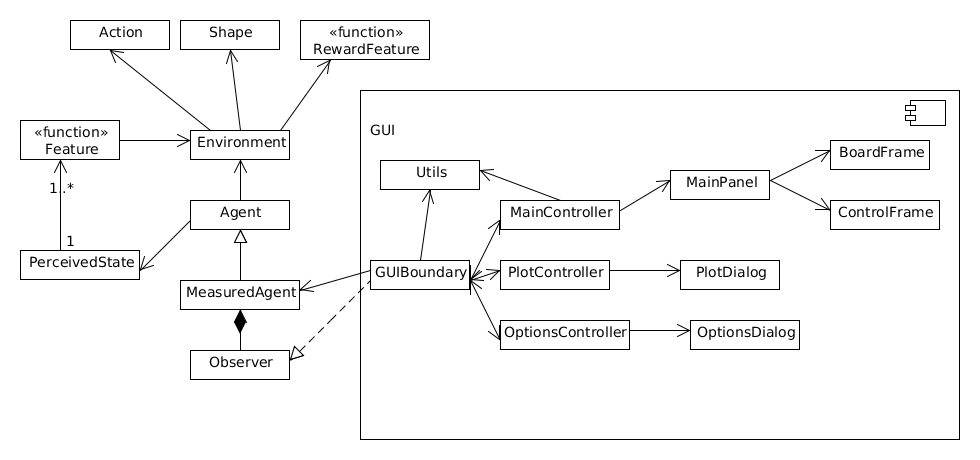 Action
Shape
«function»
RewardFeature
«function»
Feature
Environment
GUI
BoardFrame
Utils
MainPanel
1..*
Agent
MainController
ControlFrame
1
PerceivedState
GUIBoundary
PlotController
PlotDialog
MeasuredAgent
OptionsController
OptionsDialog
Observer